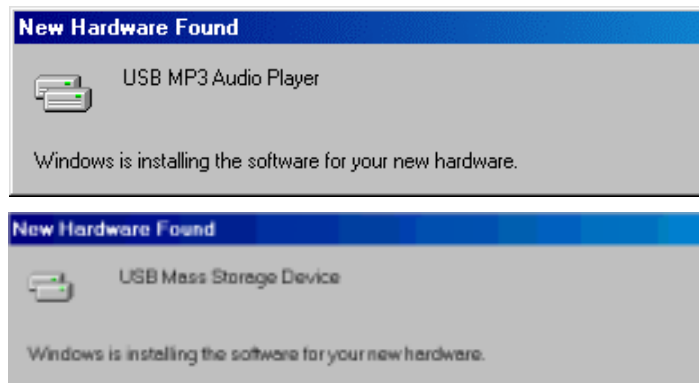 New Hardware Found
USB MP3 Audio Player
Windows is installing the software for your new hardware.
New Hardware Found
USB Mass Storage Device
Windows is installing the software for your new hardware.